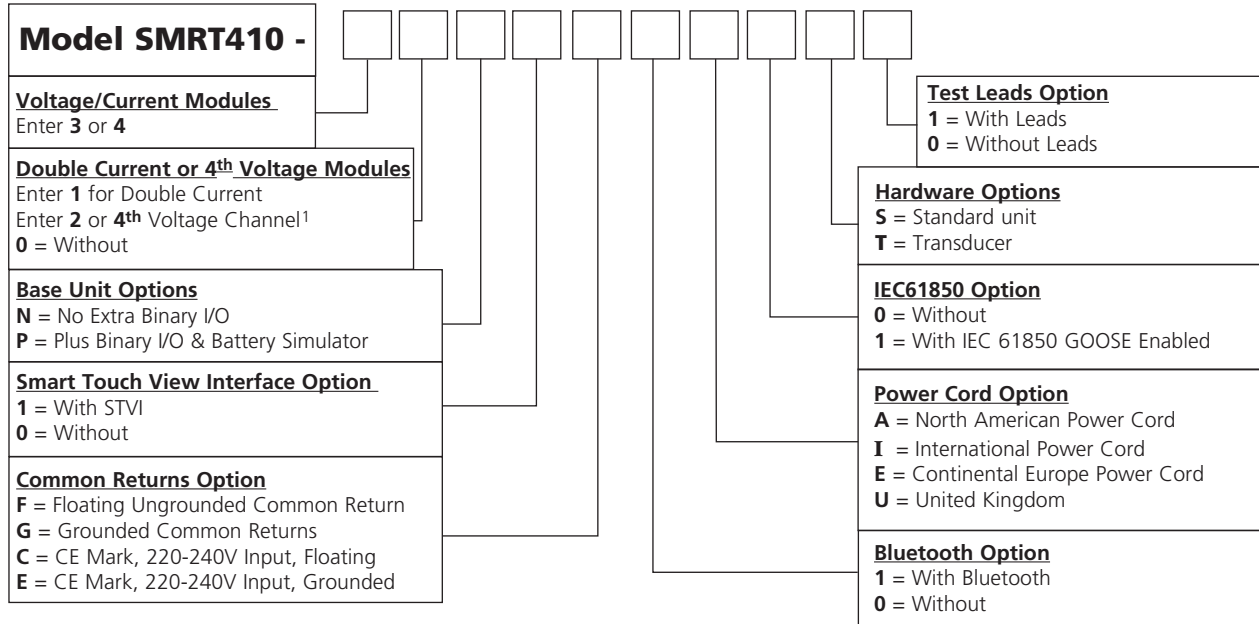 Model SMRT410 -
Voltage/Current Modules
Enter 3 or 4
Double Current or 4th Voltage Modules
Enter 1 for Double Current
Enter 2 or 4th Voltage Channel1
0 = Without
Base Unit Options
N = No Extra Binary I/O
P = Plus Binary I/O & Battery Simulator
Smart Touch View Interface Option
1 = With STVI
0 = Without
Common Returns Option
F = Floating Ungrounded Common Return
G = Grounded Common Returns
C = CE Mark, 220-240V Input, Floating
E = CE Mark, 220-240V Input, Grounded
Test Leads Option
1 = With Leads
0 = Without Leads
Hardware Options
S = Standard unit
T = Transducer
IEC61850 Option
0 = Without
1 = With IEC 61850 GOOSE Enabled
Power Cord Option
A = North American Power Cord
I = International Power Cord
E = Continental Europe Power Cord
U = United Kingdom
Bluetooth Option
1 = With Bluetooth
0 = Without